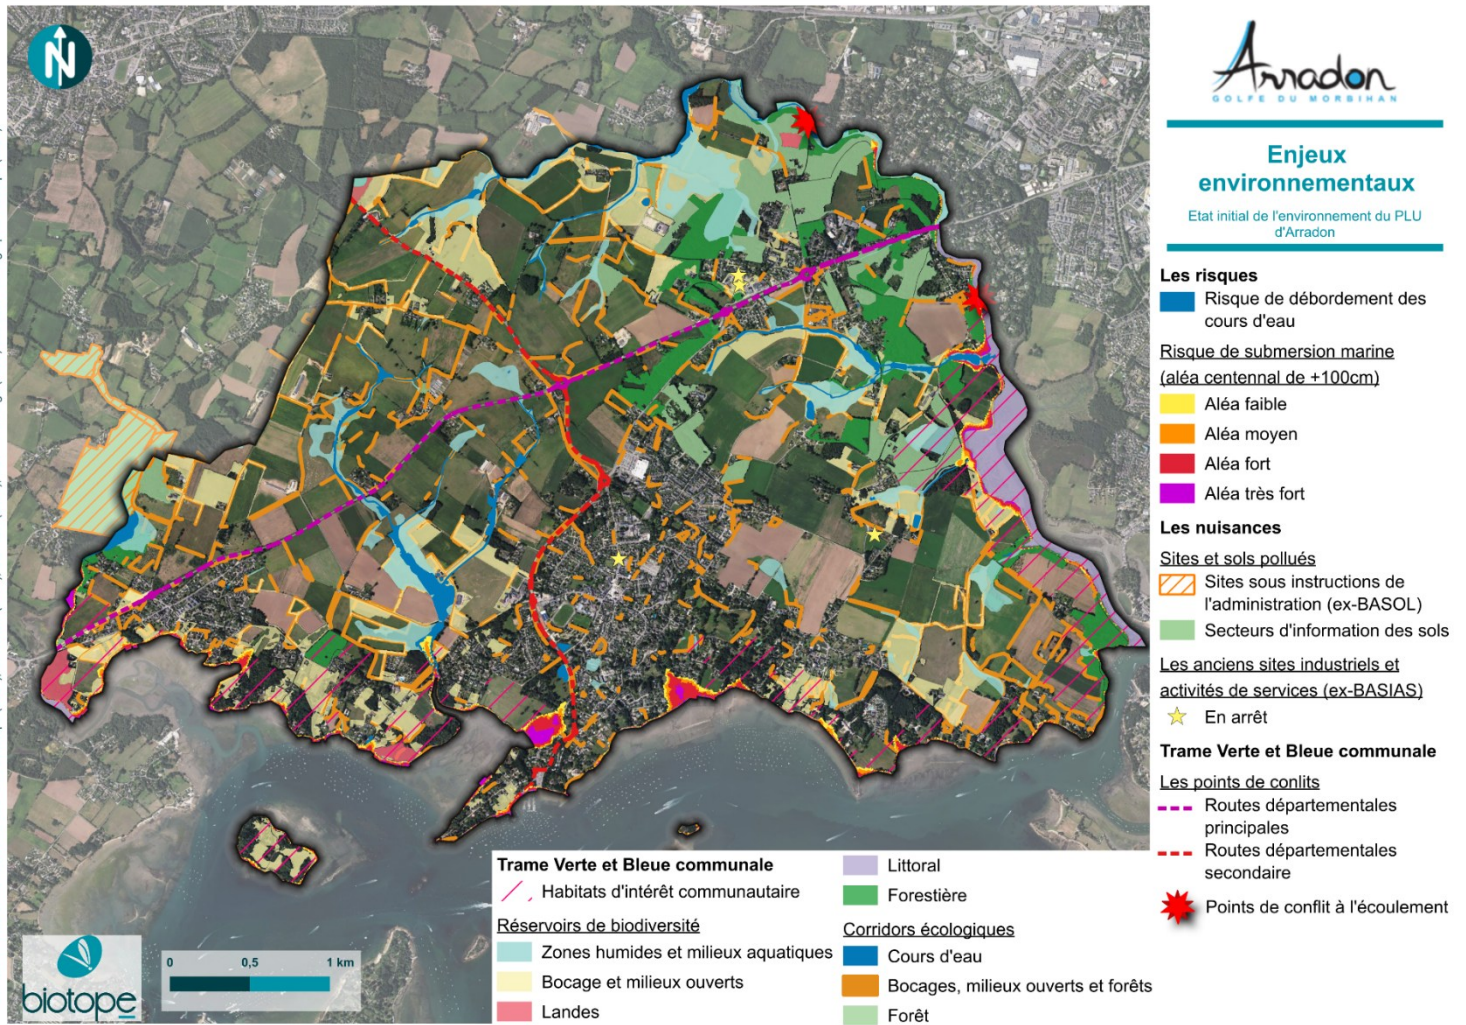 N
Arradon
GOLFE DU MORBIHAN
Enjeux
environnementaux
Etat initial de l'environnement du PLU
d'Arradon
Les risques
Risque de débordement des
cours d'eau
Risque de submersion marine
(aléa centennal de +100cm)
Aléa faible
Aléa moyen
Aléa fort
Aléa très fort
Les nuisances
Sites et sols pollués
Sites sous instructions de
l'administration (ex-BASOL)
Secteurs d'information des sols
Les anciens sites industriels et
activités de services (ex-BASIAS)
En arrêt
Trame Verte et Bleue communale
Les points de conlits
Routes départementales
principales
Routes départementales
secondaire
Points de conflit à l'écoulement
Trame Verte et Bleue communale
Habitats d'intérêt communautaire
Réservoirs de biodiversité
Zones humides et milieux aquatiques
Bocage et milieux ouverts
Landes
Littoral
Forestière
Corridors écologiques
Cours d'eau
Bocages, milieux ouverts et forêts
Forêt
biotope
0 0,5 1 km